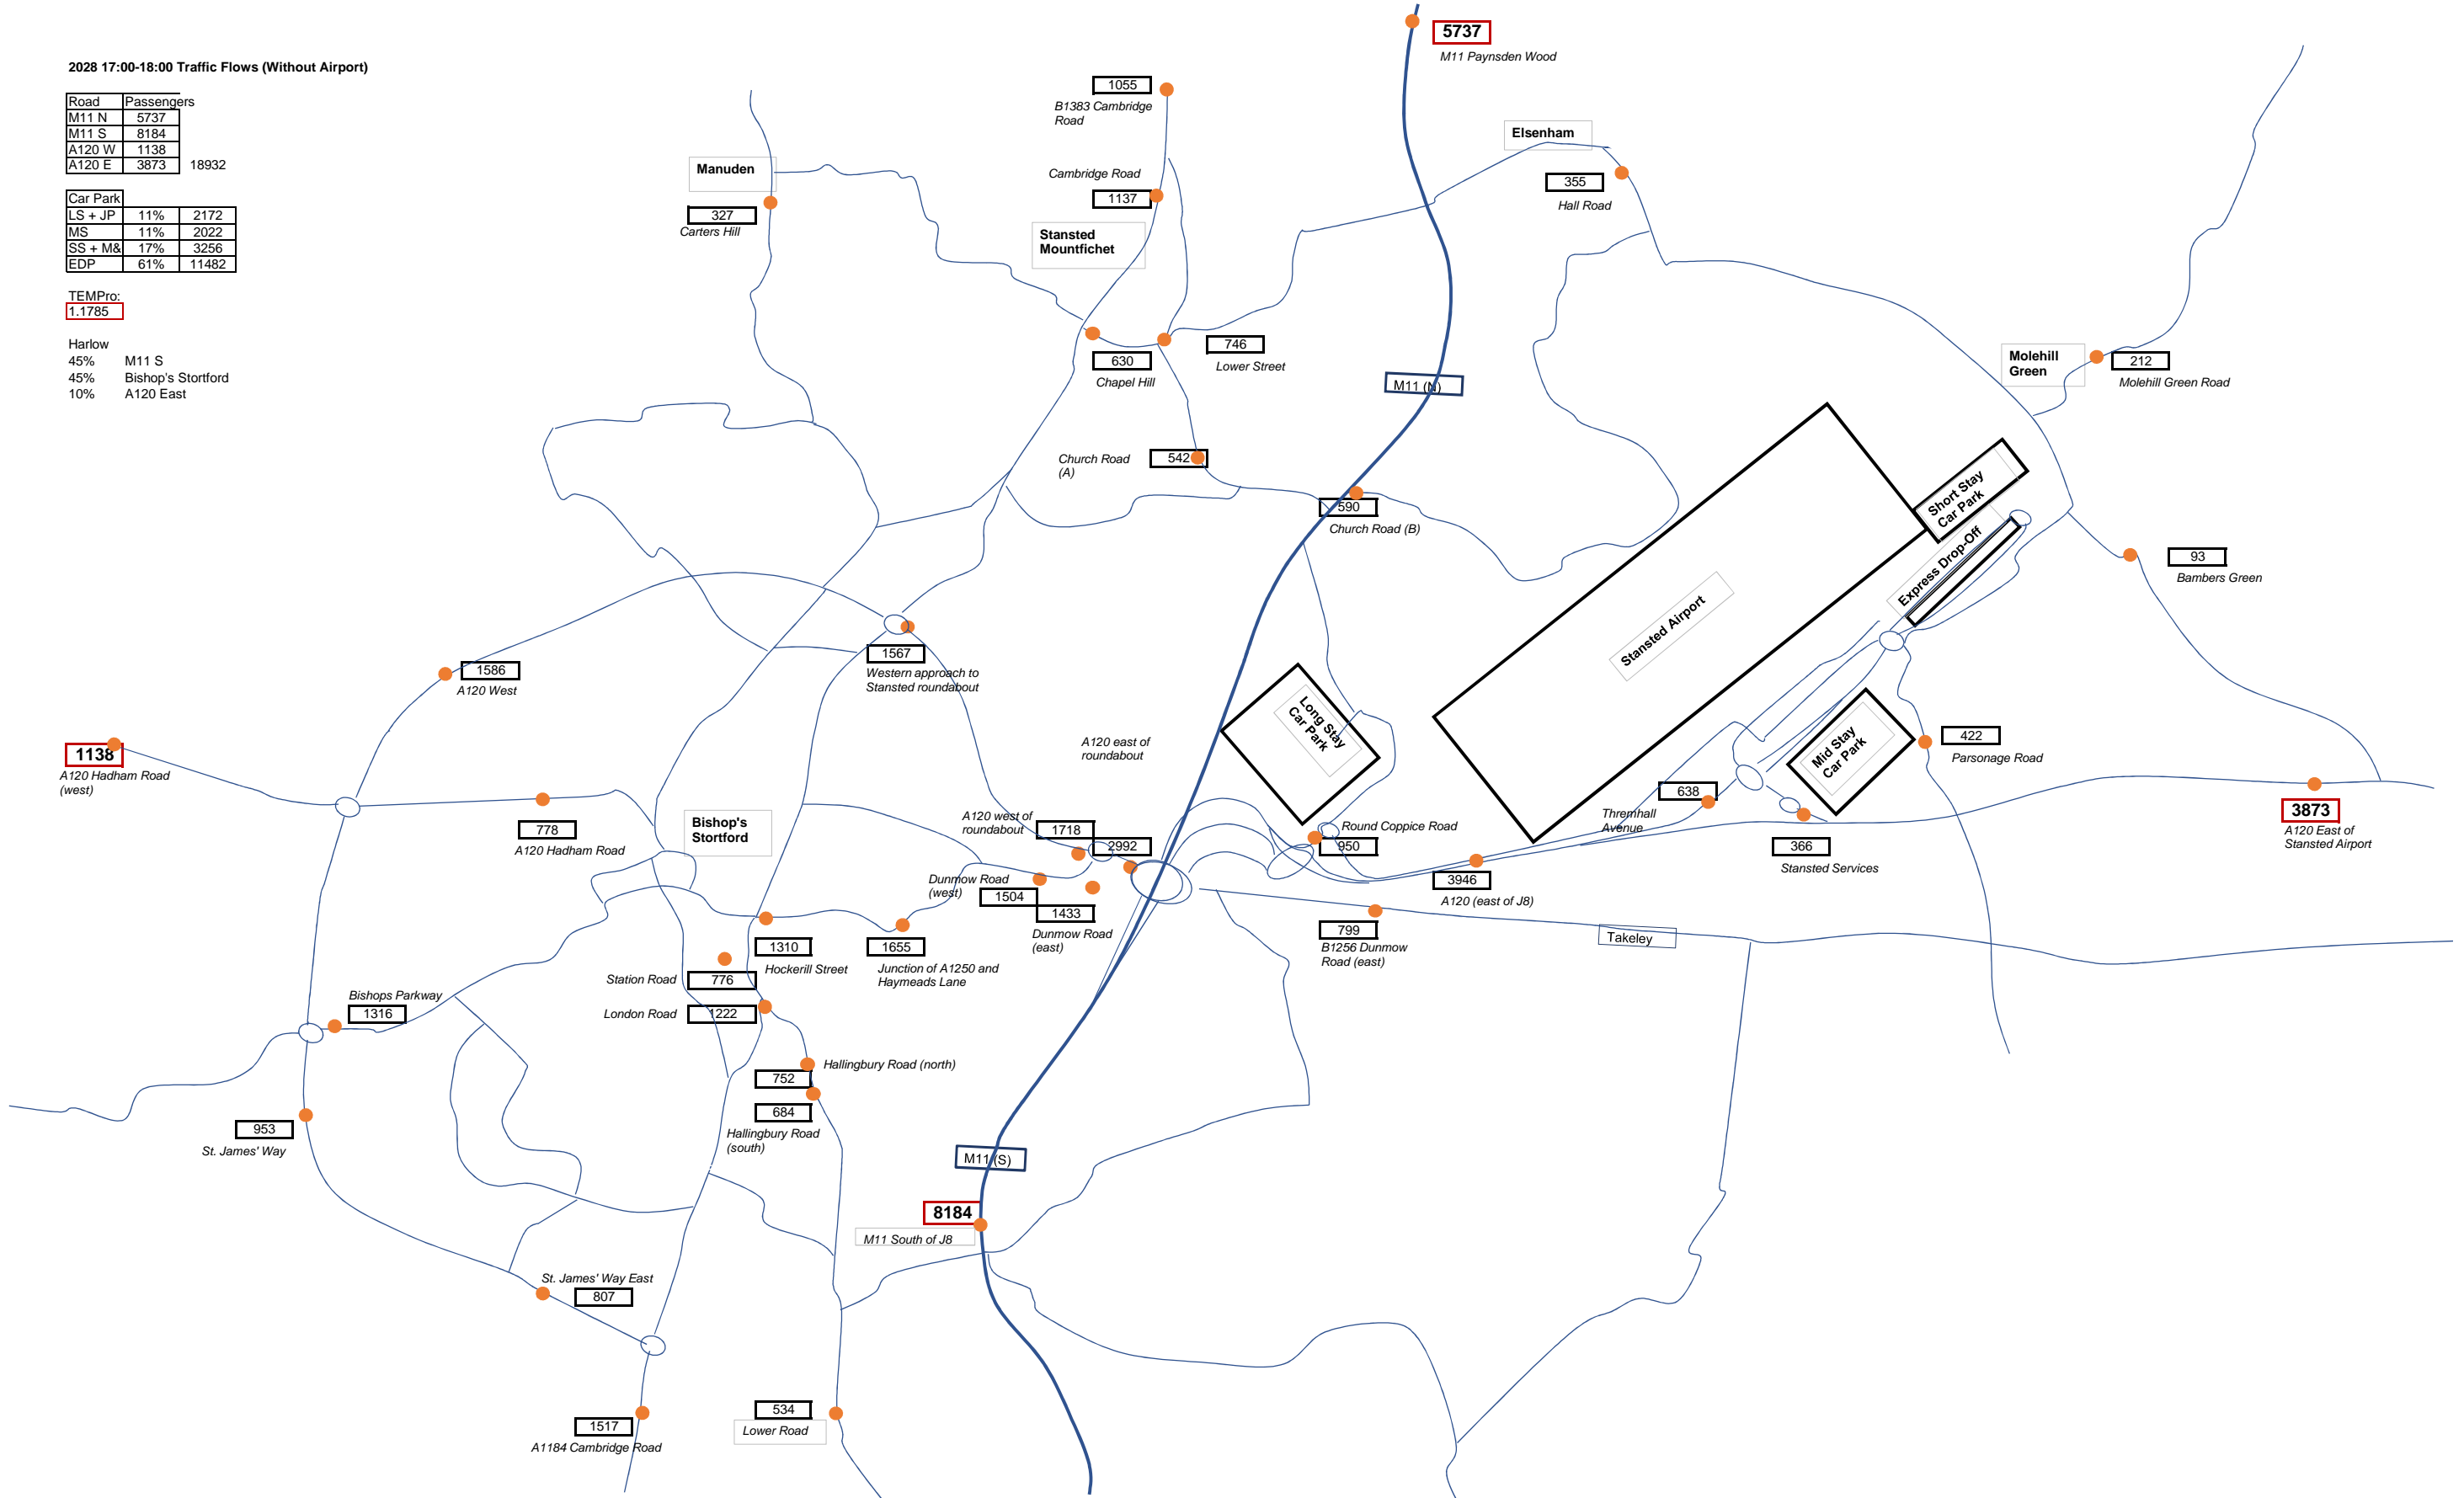 2028 17:00-18:00 Traffic Flows (Without Airport)
Road Passengers
M11 N 5737
M11 S 8184
A120 W 1138
A120 E 3873 18932
Car Park
LS + JP 11% 2172
MS 11% 2022
SS + M& 17% 3256
EDP 61% 11482
TEMPro:
1.1785
Harlow
45% M11 S
45% Bishop's Stortford
10% A120 East
5737
M11 Paynsden Wood
1055
B1383 Cambridge
Road
Elsenham
355
Hall Road
Manuden
327
Carters Hill
Cambridge Road
1137
Stansted
Mountfichet
630
Chapel Hill
746
Lower Street
M11 (N)
Molehill
Green
212
Molehill Green Road
Church Road
(A)
542
590
Church Road (B)
Short Stay
Car Park
Express Drop-Off
Stansted Airport
93
Bambers Green
1567
Western approach to
Stansted roundabout
1586
A120 West
1138
A120 Hadham Road
(west)
778
A120 Hadham Road
Bishop's
Stortford
A120 east of
roundabout
A120 west of
roundabout
1718
2992
Long Stay
Car Park
Mid Stay
Car Park
422
Parsonage Road
638
Thremhall
Avenue
Round Coppice Road
950
366
Stansted Services
3873
A120 East of
Stansted Airport
3946
A120 (east of J8)
Dunmow Road
(west)
1504
1433
Dunmow Road
(east)
799
B1256 Dunmow
Road (east)
Takeley
1310
Hockerill Street
1655
Junction of A1250 and
Haymeads Lane
Station Road
776
London Road
1222
Bishops Parkway
1316
Hallingbury Road (north)
752
684
Hallingbury Road
(south)
953
St. James' Way
M11 (S)
8184
M11 South of J8
St. James' Way East
807
1517
A1184 Cambridge Road
534
Lower Road